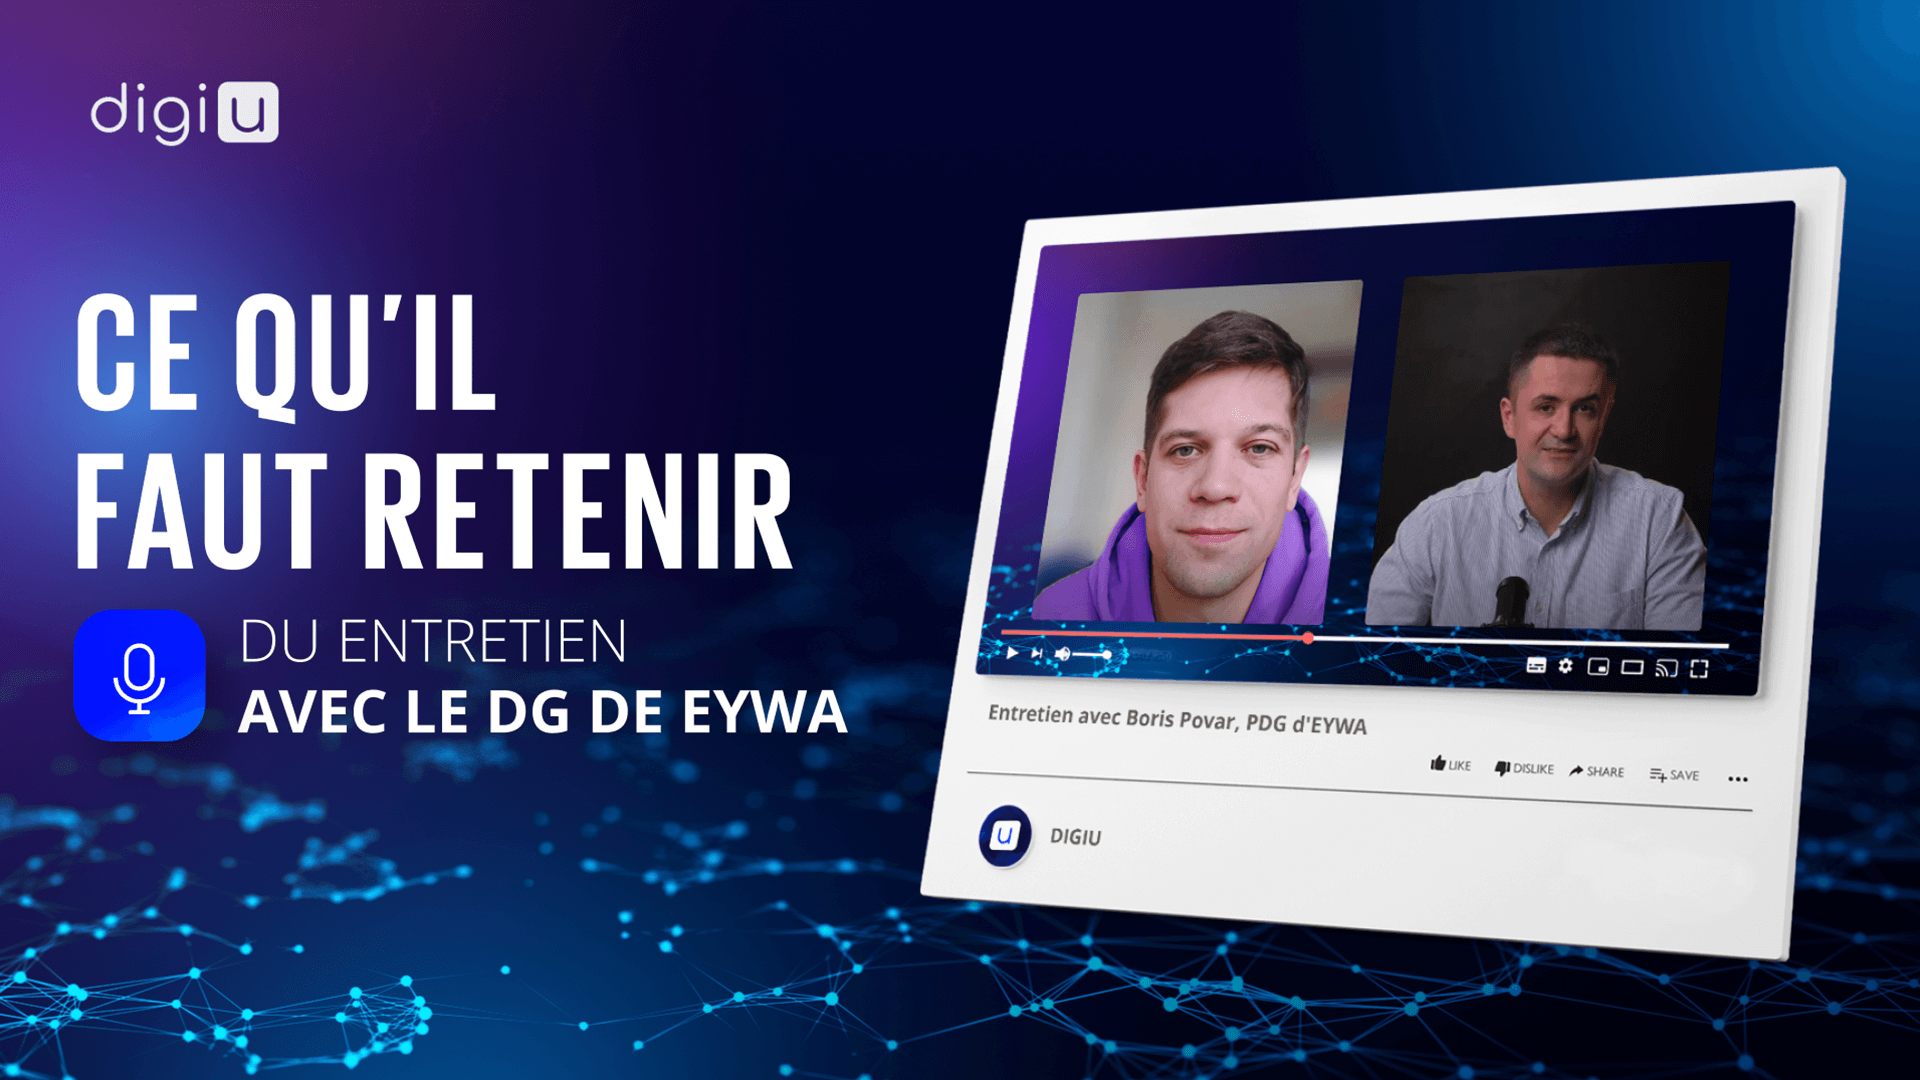 digiu
CE QU'IL
FAUT RETENIR
DU ENTRETIEN
AVEC LE DG DE EYWA
Entretien avec Boris Povar, PDG d'EYWA
LIKE DISLIKE SHARE SAVE
u DIGIU